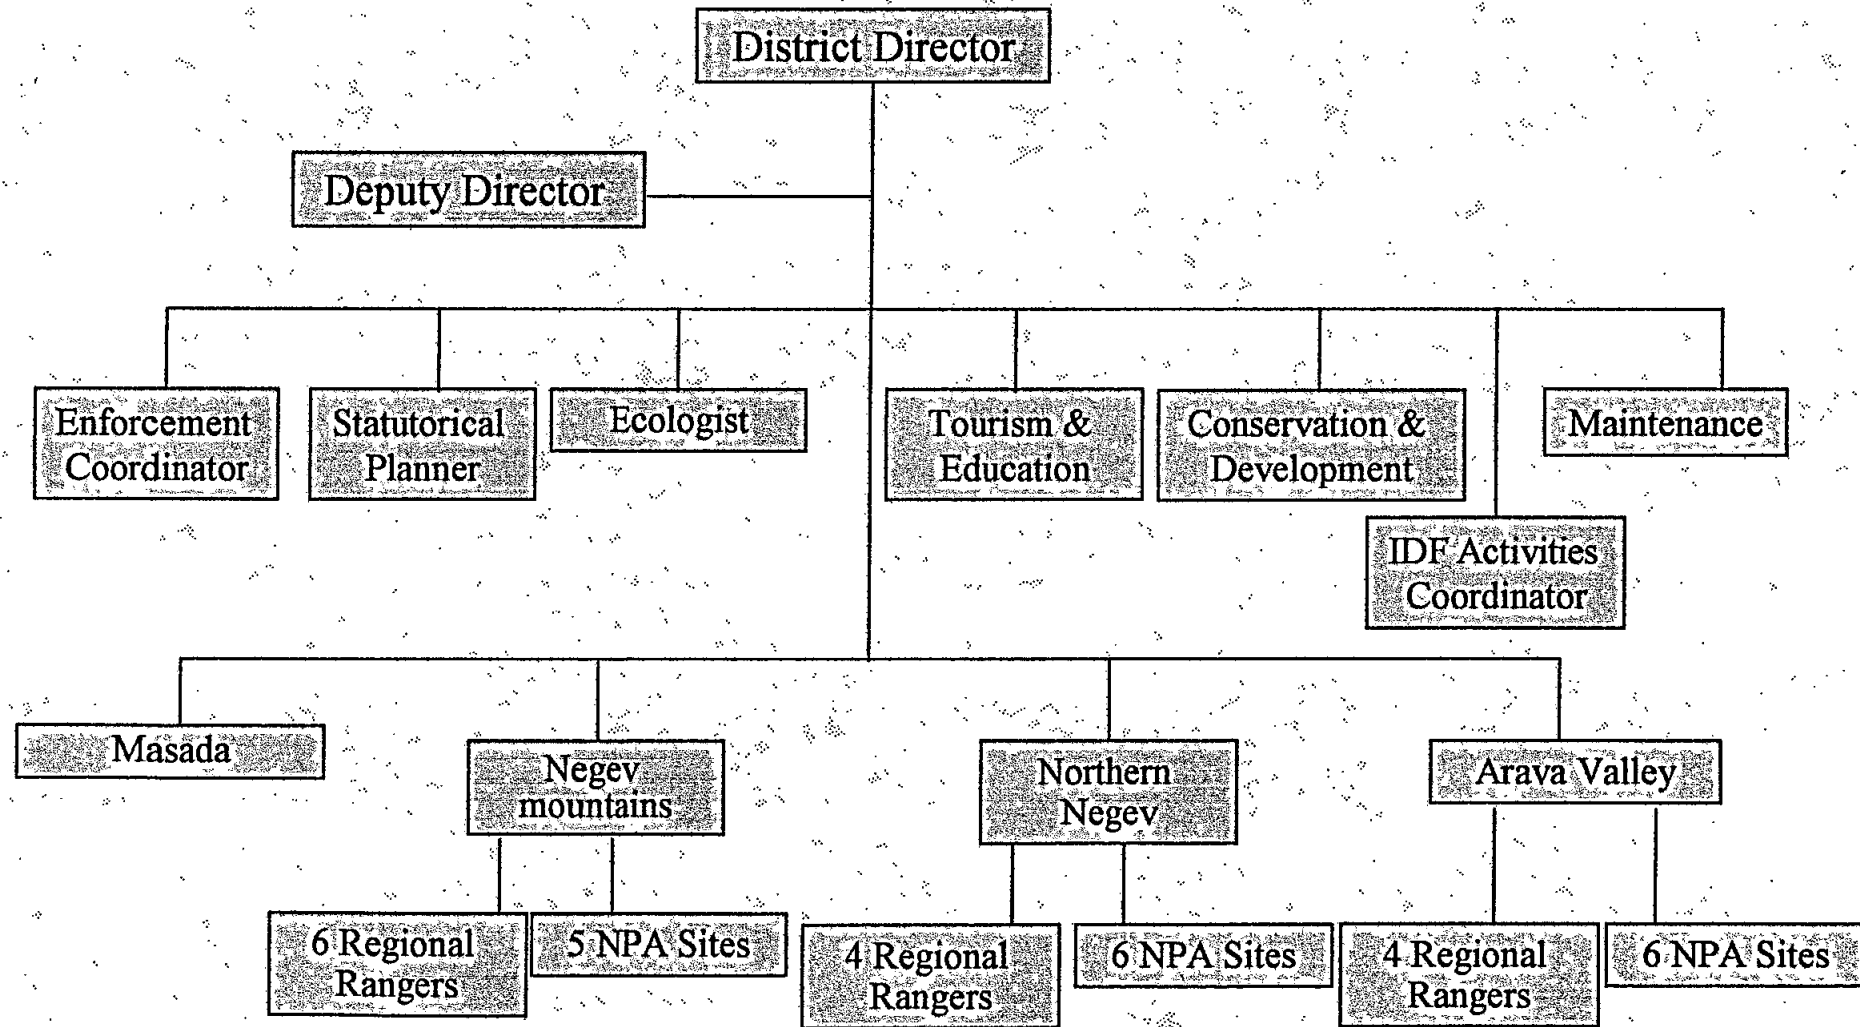 District Director
Deputy Director
Enforcement
Coordinator
Statutorical
Planner
Ecologist
Tourism &
Education
Conservation &
Development
Maintenance
IDF Activities
Coordinator
Masada
Negev
mountains
Northern
Negev
Arava Valley
6 Regional
Rangers
5 NPA Sites
4 Regional
Rangers
6 NPA Sites
4 Regional
Rangers
6 NPA Sites